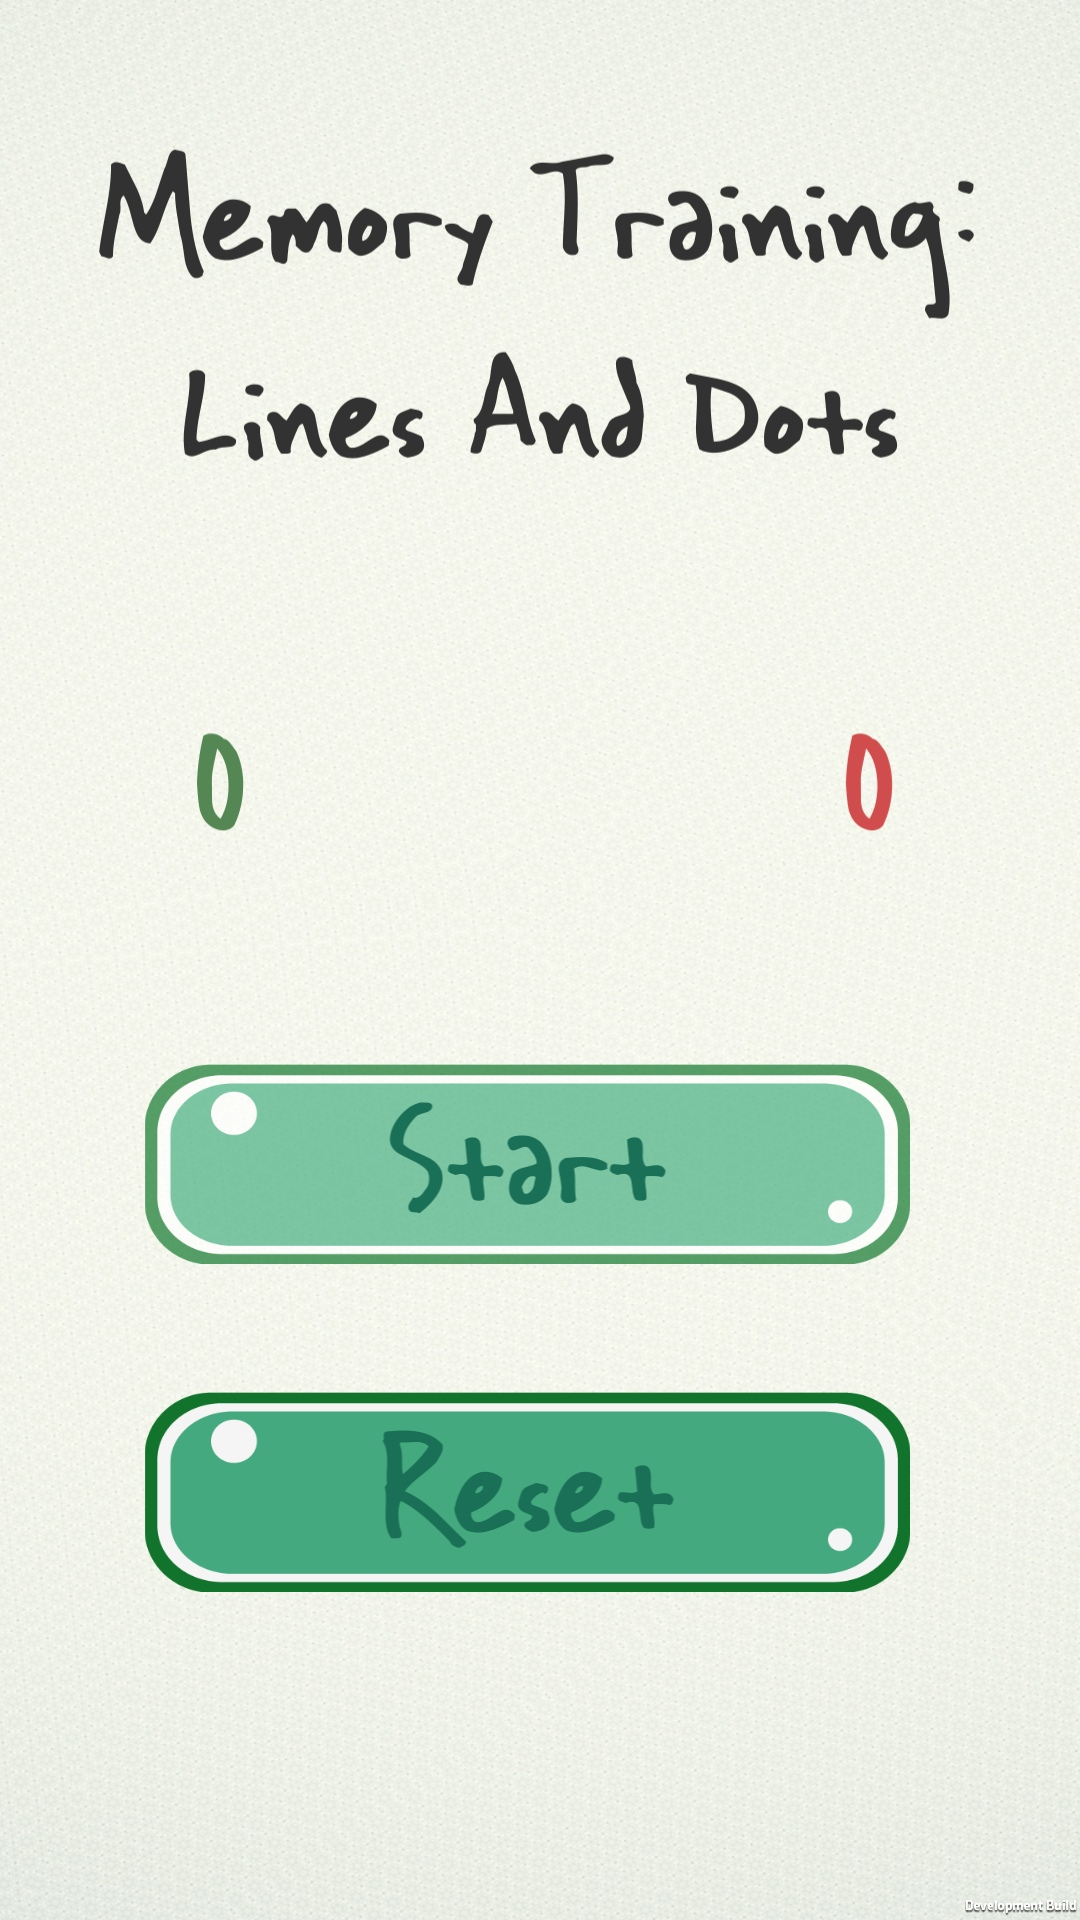 Memory Training:
Lines And Dots
0 0
Start
Reset
Development Build